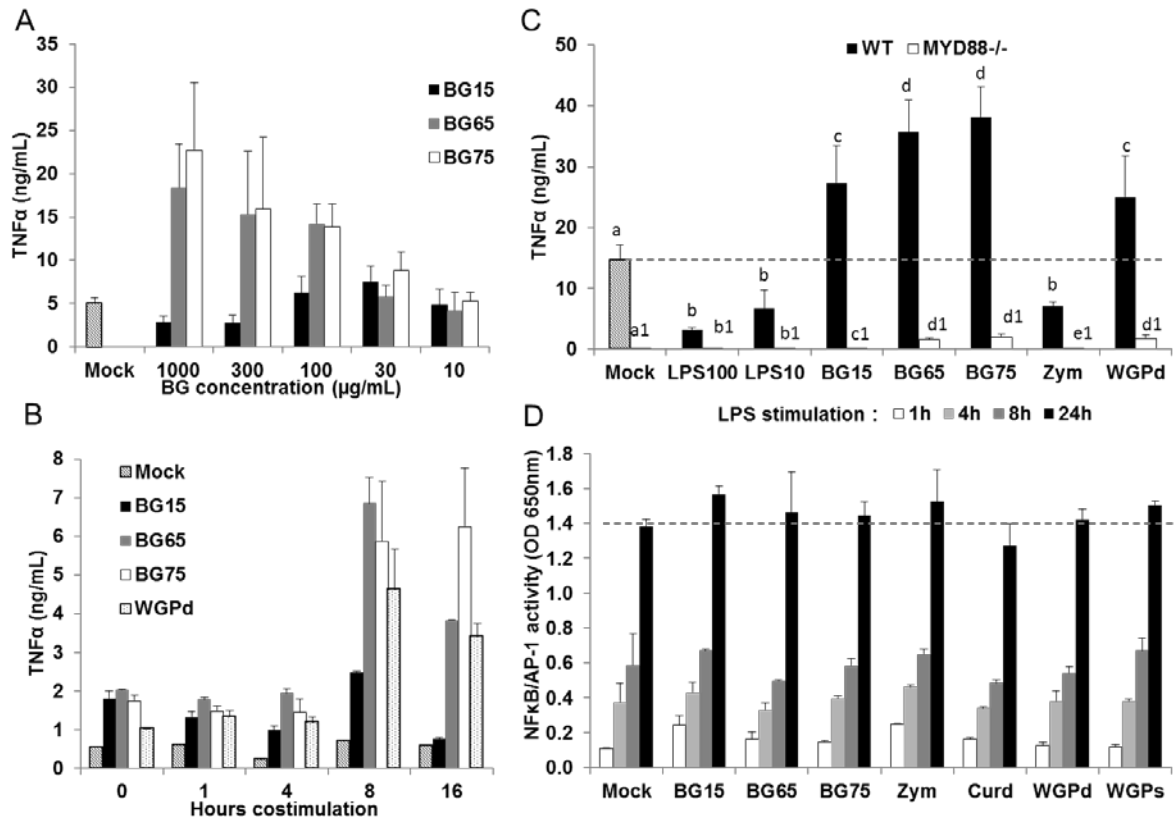 A
TNFα (ng/mL)
35
30
25
20
15
10
5
0
BG15
BG65
BG75
Mock 1000 300 100 30 10
BG concentration (µg/mL)
C
TNFα (ng/mL)
50
40
30
20
10
0
WT MYD88-/-
a a1 b b1 b b1 c c1 d d1 d d1 b e1 c d1
Mock LPS100 LPS10 BG15 BG65 BG75 Zym WGPd
B
TNFα (ng/mL)
8
7
6
5
4
3
2
1
0
Mock
BG15
BG65
BG75
WGPd
0 1 4 8 16
Hours costimulation
D
LPS stimulation : 1h 4h 8h 24h
NFκB/AP-1 activity (OD 650nm)
1.8
1.6
1.4
1.2
1.0
0.8
0.6
0.4
0.2
0.0
Mock BG15 BG65 BG75 Zym Curd WGPd WGPs